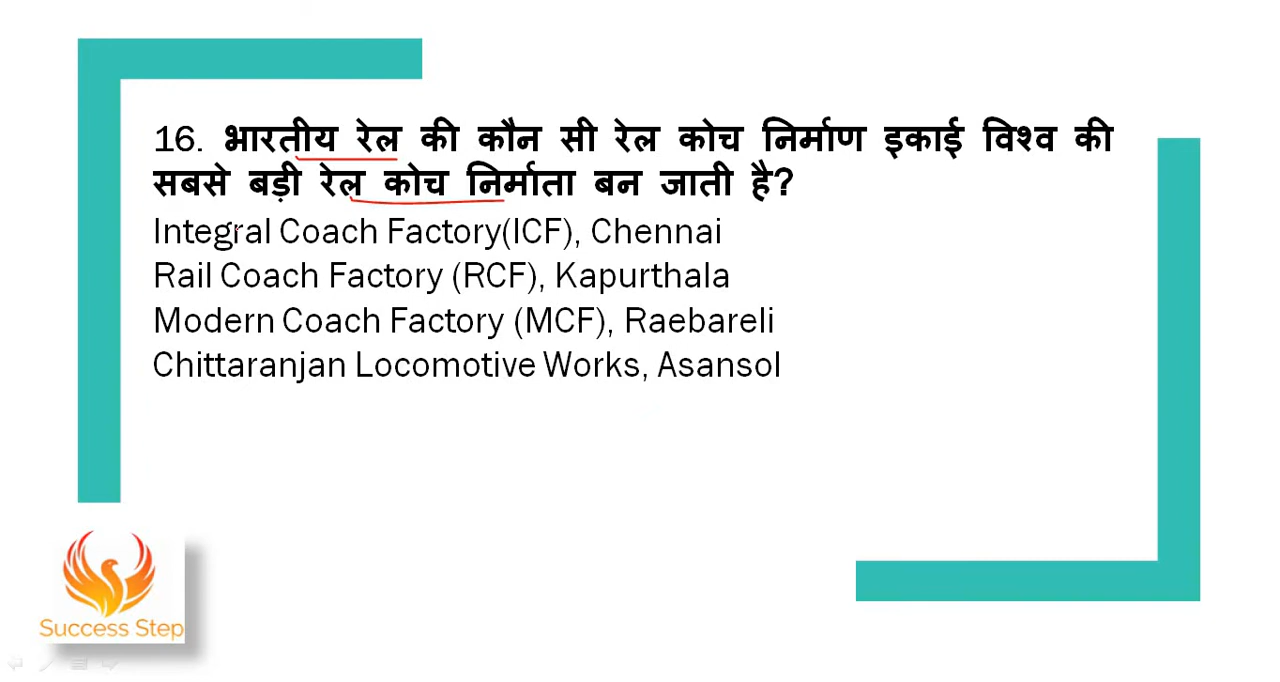 16. भारतीय रेल की कौन सी रेल कोच निर्माण इकाई विश्व की
सबसे बड़ी रेल कोच निर्माता बन जाती है?
Integral Coach Factory(ICF), Chennai
Rail Coach Factory (RCF), Kapurthala
Modern Coach Factory (MCF), Raebareli
Chittaranjan Locomotive Works, Asansol
Success Step